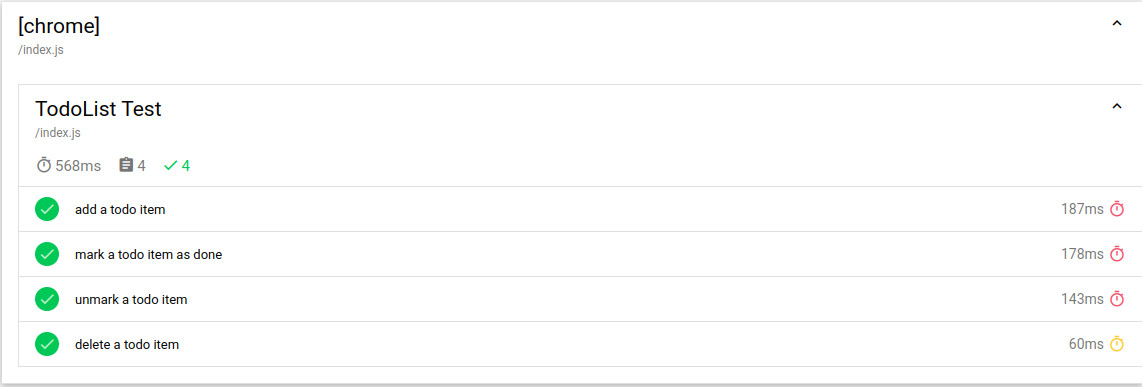 [chrome]
/index.js
TodoList Test
/index.js
568ms 4 4
add a todo item 187ms
mark a todo item as done 178ms
unmark a todo item 143ms
delete a todo item 60ms